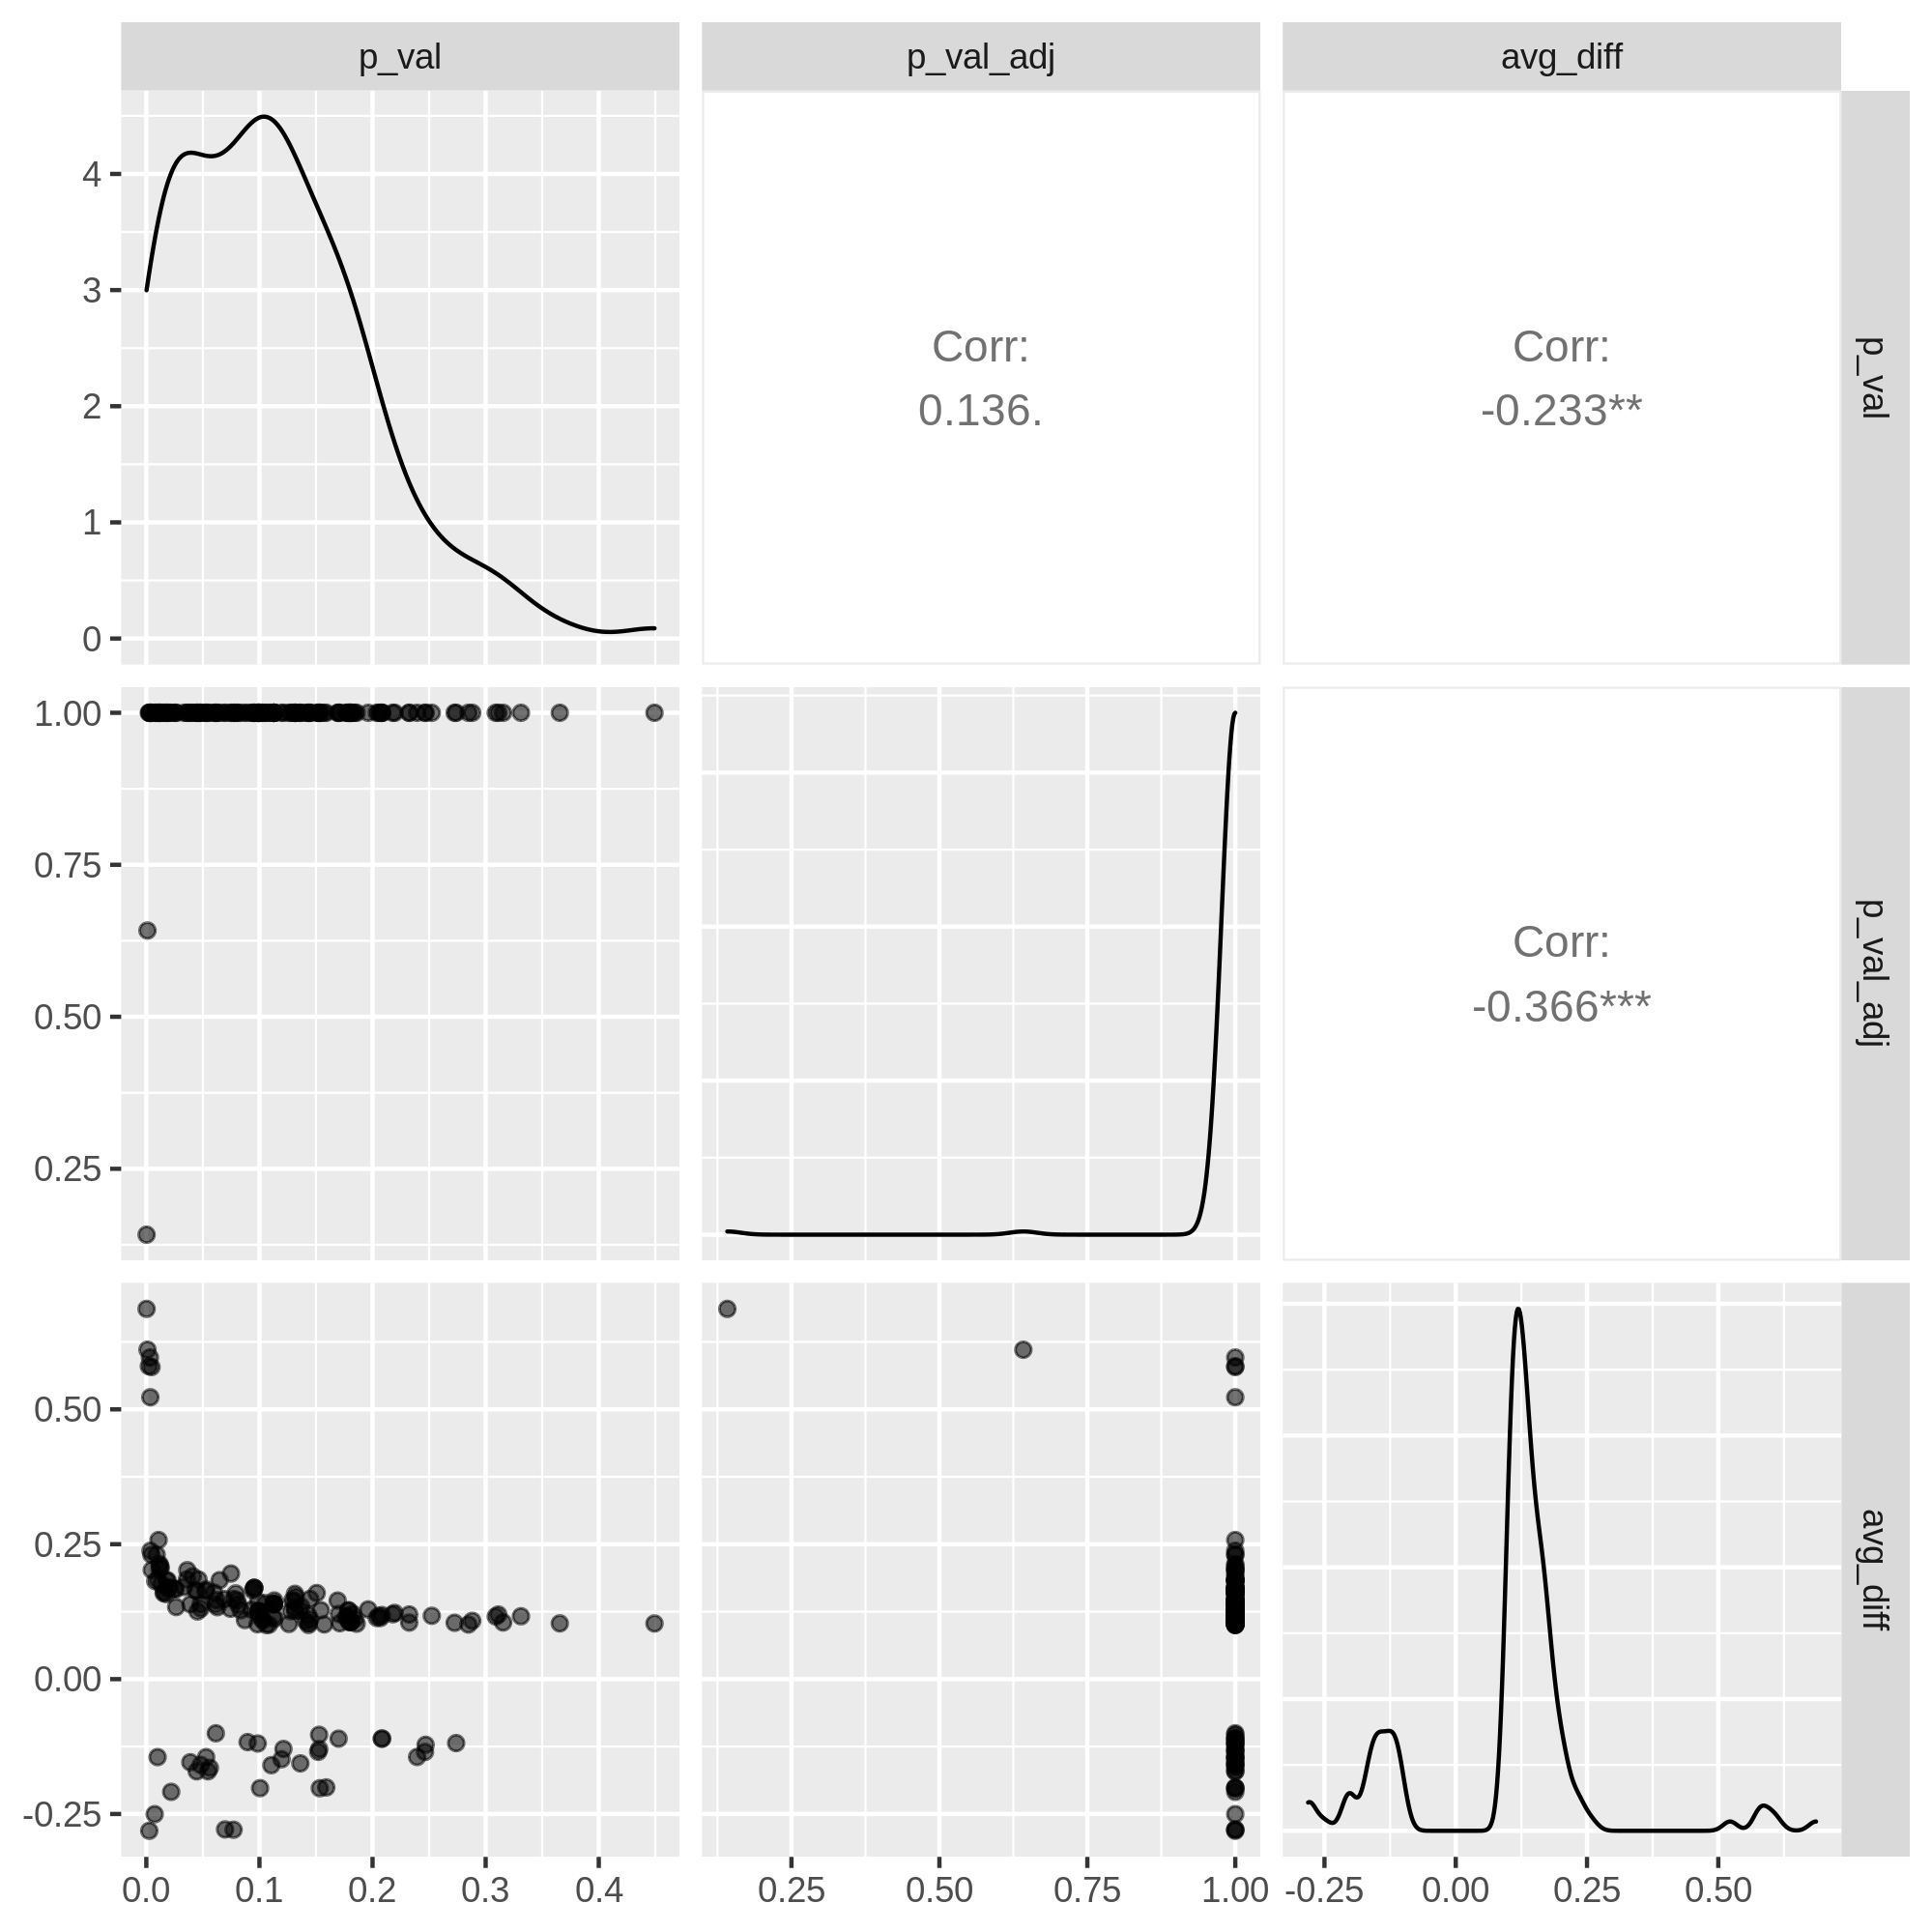 p_val p_val_adj avg_diff
4
3
2
1
0
Corr:
0.136.
Corr:
-0.233**
p_val
1.00
0.75
0.50
0.25
Corr:
-0.366***
p_val_adj
0.50
0.25
0.00
-0.25
avg_diff
0.0 0.1 0.2 0.3 0.4 0.25 0.50 0.75 1.00 -0.25 0.00 0.25 0.50